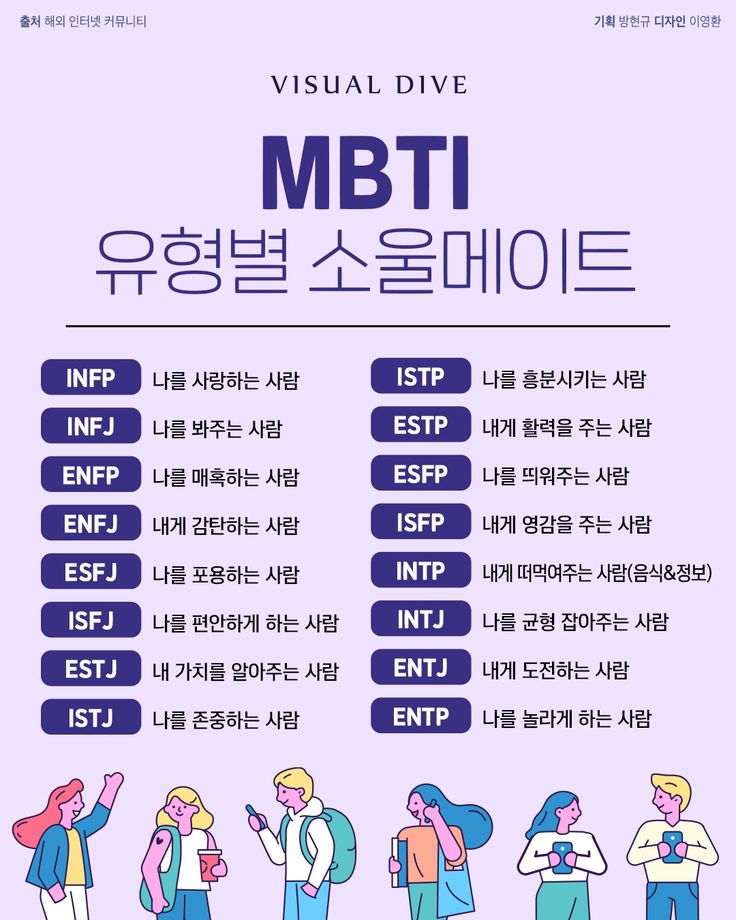 출처 해외 인터넷 커뮤니티
기획 방현규 디자인 이영환
VISUAL DIVE
MBTI
유형별 소울메이트
INFP 나를 사랑하는 사람
INFJ 나를 봐주는 사람
ENFP 나를 매혹하는 사람
ENFJ 내게 감탄하는 사람
ESFJ 나를 포용하는 사람
ISFJ 나를 편안하게 하는 사람
ESTJ 내 가치를 알아주는 사람
ISTJ 나를 존중하는 사람
ISTP 나를 흥분시키는 사람
ESTP 내게 활력을 주는 사람
ESFP 나를 띄워주는 사람
ISFP 내게 영감을 주는 사람
INTP 내게 떠먹여주는 사람(음식&정보)
INTJ 나를 균형 잡아주는 사람
ENTJ 내게 도전하는 사람
ENTP 나를 놀라게 하는 사람